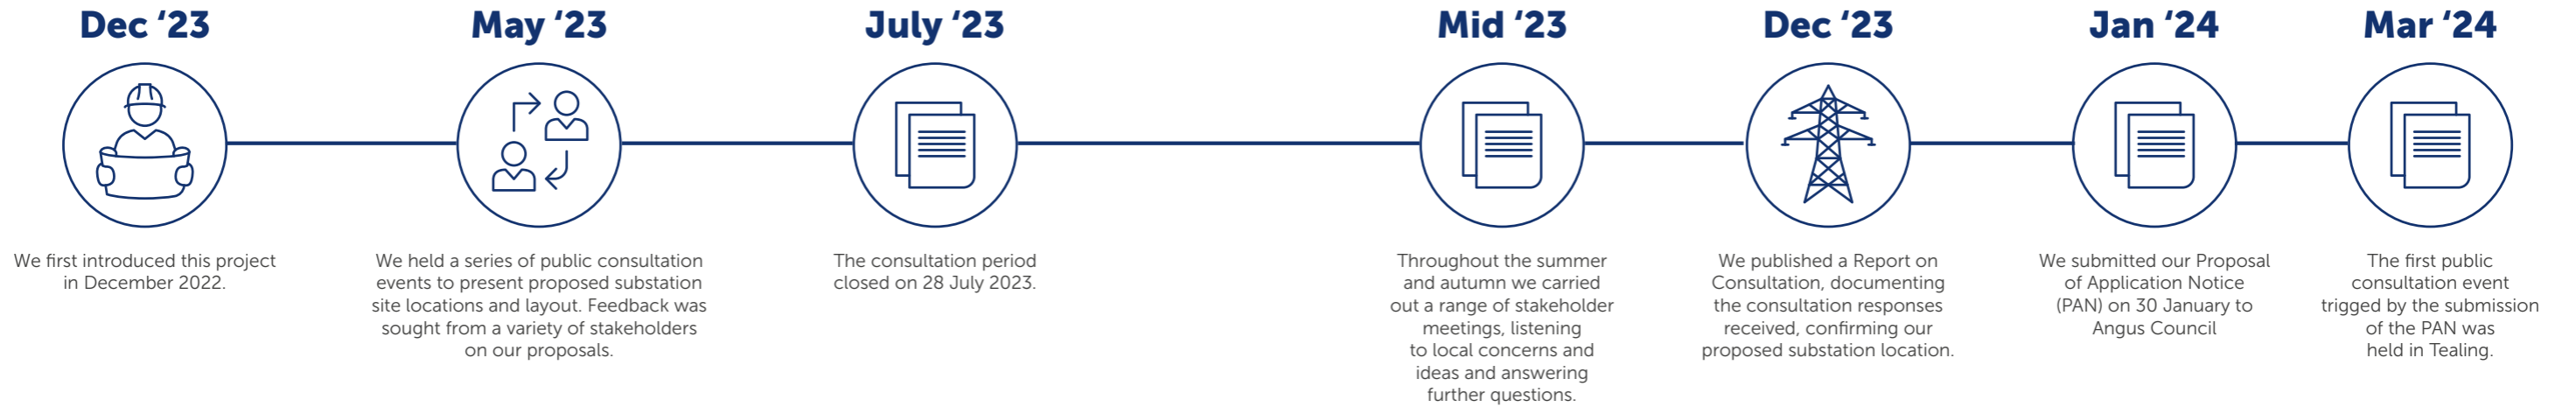 Dec ‘23
We first introduced this project
in December 2022.
May ‘23
We held a series of public consultation
events to present proposed substation
site locations and layout. Feedback was
sought from a variety of stakeholders
on our proposals.
July ‘23
The consultation period
closed on 28 July 2023.
Mid ‘23
Throughout the summer
and autumn we carried
out a range of stakeholder
meetings, listening
to local concerns and
ideas and answering
further questions.
Dec ‘23
We published a Report on
Consultation, documenting
the consultation responses
received, confirming our
proposed substation location.
Jan ‘24
We submitted our Proposal
of Application Notice
(PAN) on 30 January to
Angus Council
Mar ‘24
The first public
consultation event
trigged by the submission
of the PAN was
held in Tealing.